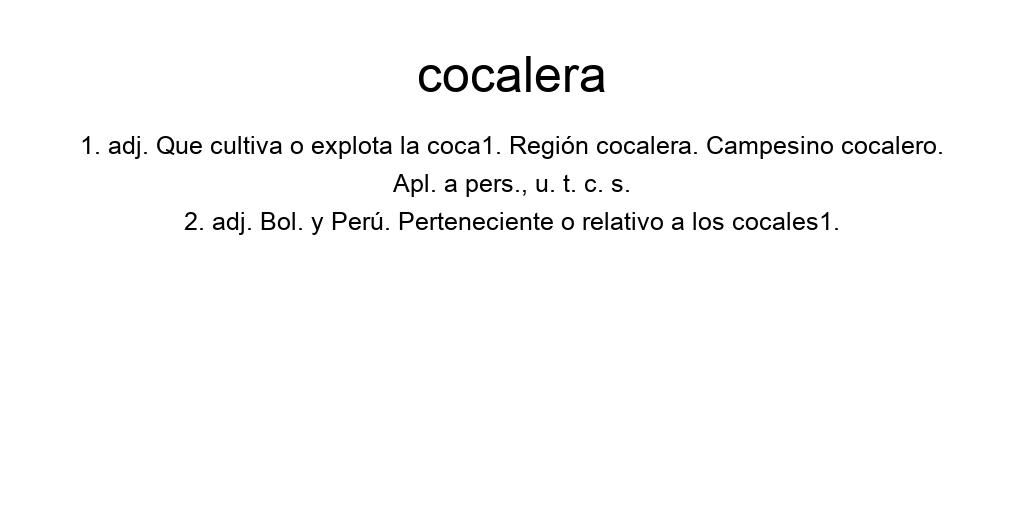 cocalera
1. adj. Que cultiva o explota la coca1. Región cocalera. Campesino cocalero.
Apl. a pers., u. t. c. s.
2. adj. Bol. y Perú. Perteneciente o relativo a los cocales1.